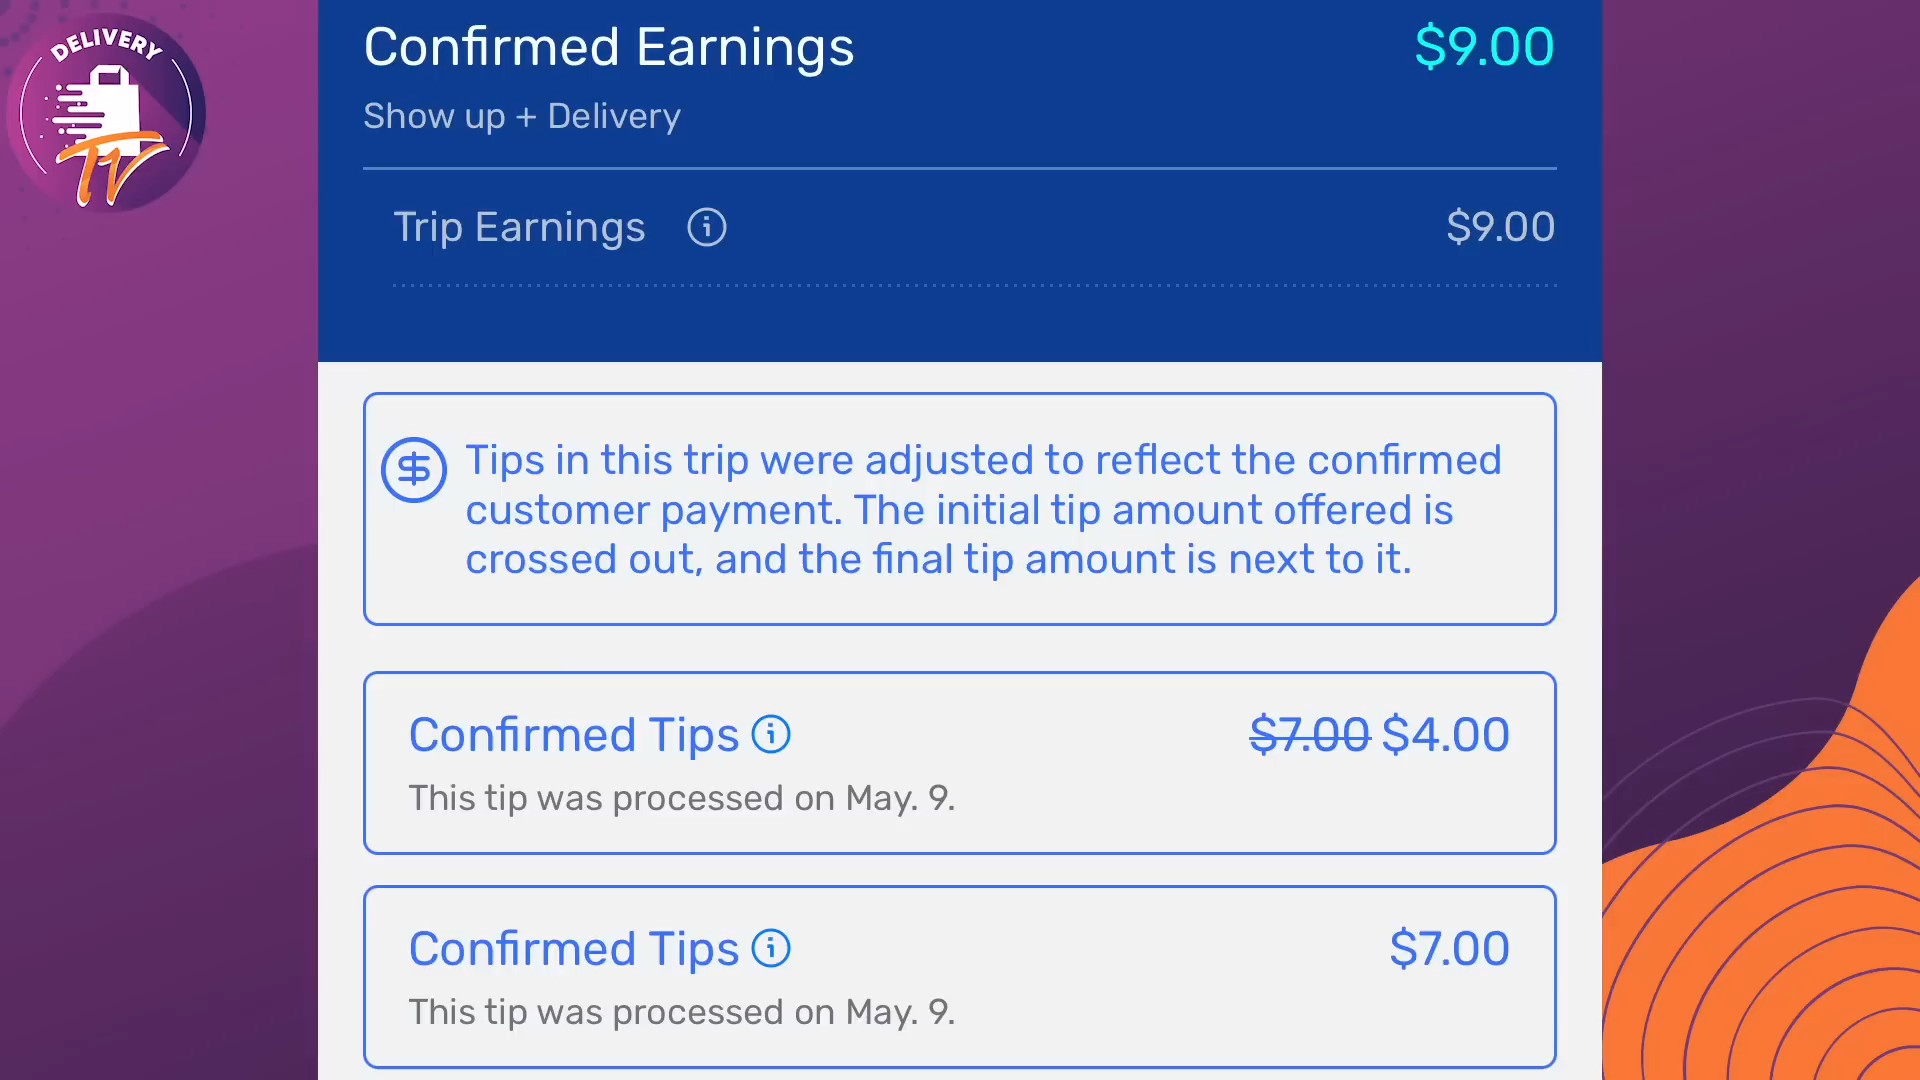 DELIVERY
TV
Confirmed Earnings $9.00
Show up + Delivery
Trip Earnings $9.00
Tips in this trip were adjusted to reflect the confirmed
customer payment. The initial tip amount offered is
crossed out, and the final tip amount is next to it.
Confirmed Tips $7.00 $4.00
This tip was processed on May. 9.
Confirmed Tips $7.00
This tip was processed on May. 9.